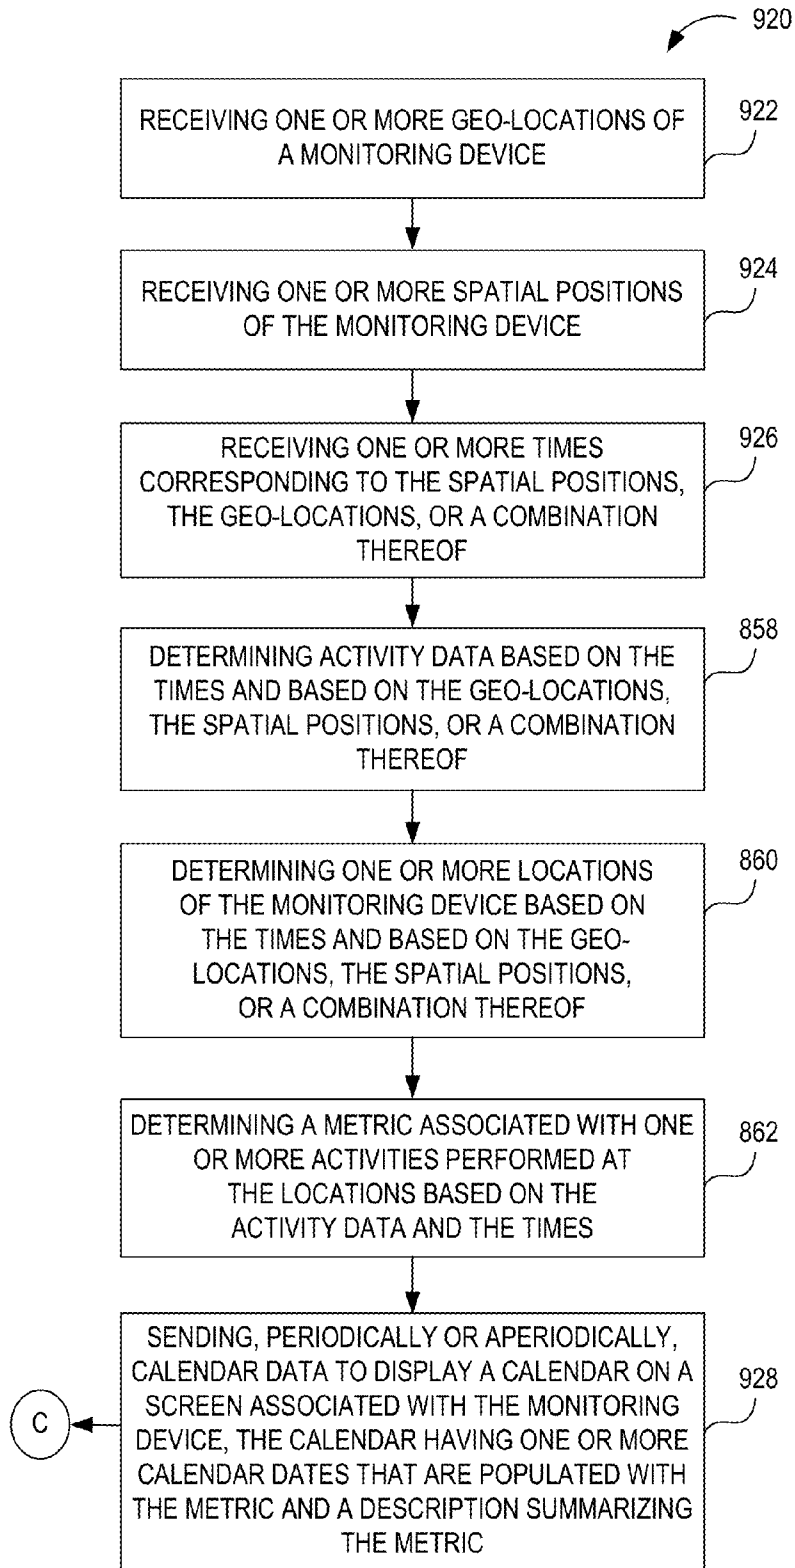 920
RECEIVING ONE OR MORE GEO-LOCATIONS OF
A MONITORING DEVICE
922
RECEIVING ONE OR MORE SPATIAL POSITIONS
OF THE MONITORING DEVICE
924
RECEIVING ONE OR MORE TIMES
CORRESPONDING TO THE SPATIAL POSITIONS,
THE GEO-LOCATIONS, OR A COMBINATION
THEREOF
926
DETERMINING ACTIVITY DATA BASED ON THE
TIMES AND BASED ON THE GEO-LOCATIONS,
THE SPATIAL POSITIONS, OR A COMBINATION
THEREOF
858
DETERMINING ONE OR MORE LOCATIONS
OF THE MONITORING DEVICE BASED ON
THE TIMES AND BASED ON THE GEO-
LOCATIONS, THE SPATIAL POSITIONS,
OR A COMBINATION THEREOF
860
DETERMINING A METRIC ASSOCIATED WITH ONE
OR MORE ACTIVITIES PERFORMED AT
THE LOCATIONS BASED ON THE
ACTIVITY DATA AND THE TIMES
862
SENDING, PERIODICALLY OR APERIODICALLY,
CALENDAR DATA TO DISPLAY A CALENDAR ON A
SCREEN ASSOCIATED WITH THE MONITORING
DEVICE, THE CALENDAR HAVING ONE OR MORE
CALENDAR DATES THAT ARE POPULATED WITH
THE METRIC AND A DESCRIPTION SUMMARIZING
THE METRIC
928
C